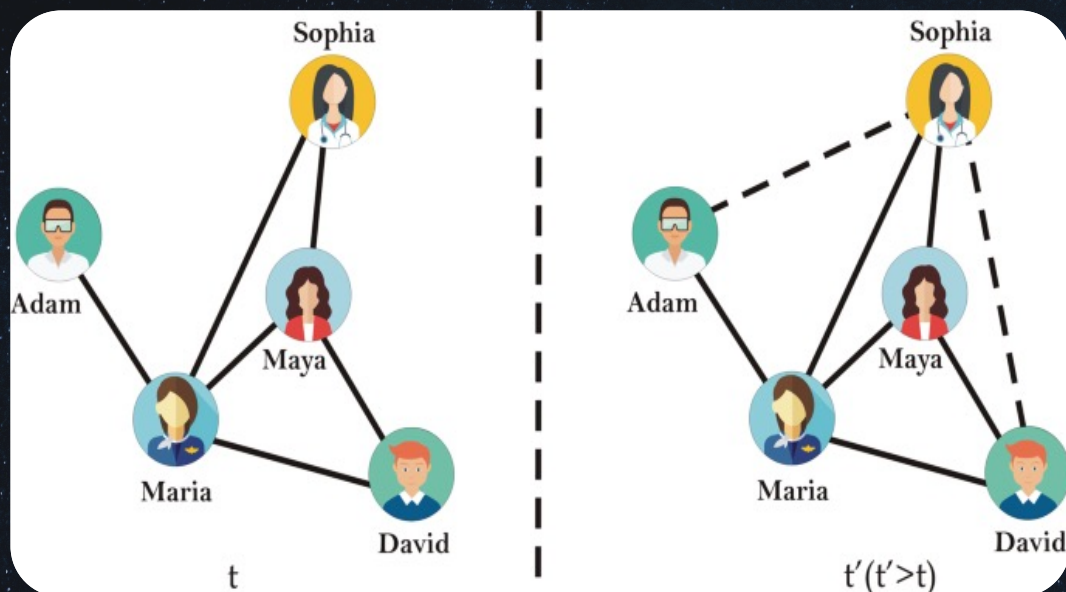 Sophia
Adam
Maya
Maria
David
t
Sophia
Adam
Maya
Maria
David
t′(t′>t)